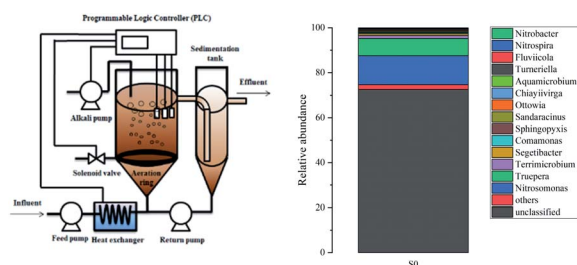 Programmable Logic Controller (PLC)
Sedimentation
tank
Effluent
Alkali pump
Solenoid valve
Aeration
ring
Influent
Feed pump
Heat exchanger
Return pump
Relative abundance
100
80
60
40
20
0
S0
Nitrobacter
Nitrospira
Fluviicola
Turneriella
Aquamicrobium
Chiayiivirga
Ottowia
Sandaracinus
Sphingopyxis
Comamonas
Segetibacter
Terrimicrobium
Truepera
Nitrosomonas
others
unclassified